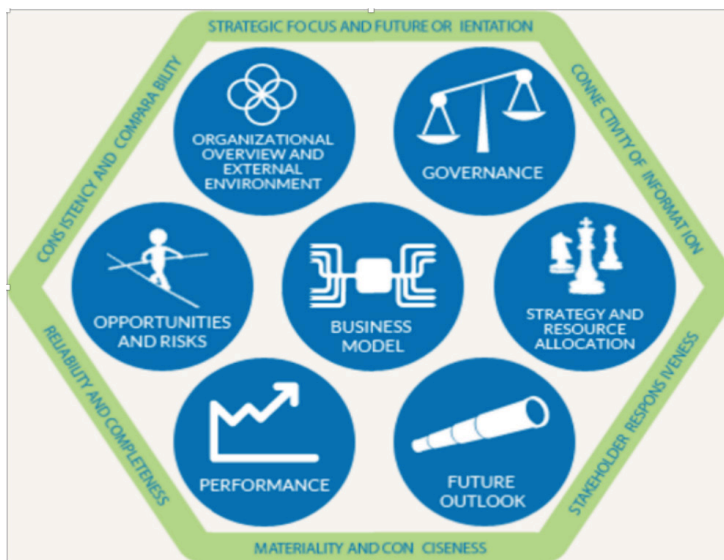 STRATEGIC FOCUS AND FUTURE OR IENTATION
CONS ISTENCY AND COMPARA BILITY
CONNE CTIVITY OF INFORMAT ION
ORGANIZATIONAL
OVERVIEW AND
EXTERNAL
ENVIRONMENT
GOVERNANCE
OPPORTUNITIES
AND RISKS
BUSINESS
MODEL
STRATEGY AND
RESOURCE
ALLOCATION
PERFORMANCE
FUTURE
OUTLOOK
RELIABILITY AND COMPLETENESS
STAKEHOLDER RESPONS IVENESS
MATERIALITY AND CON CISENESS